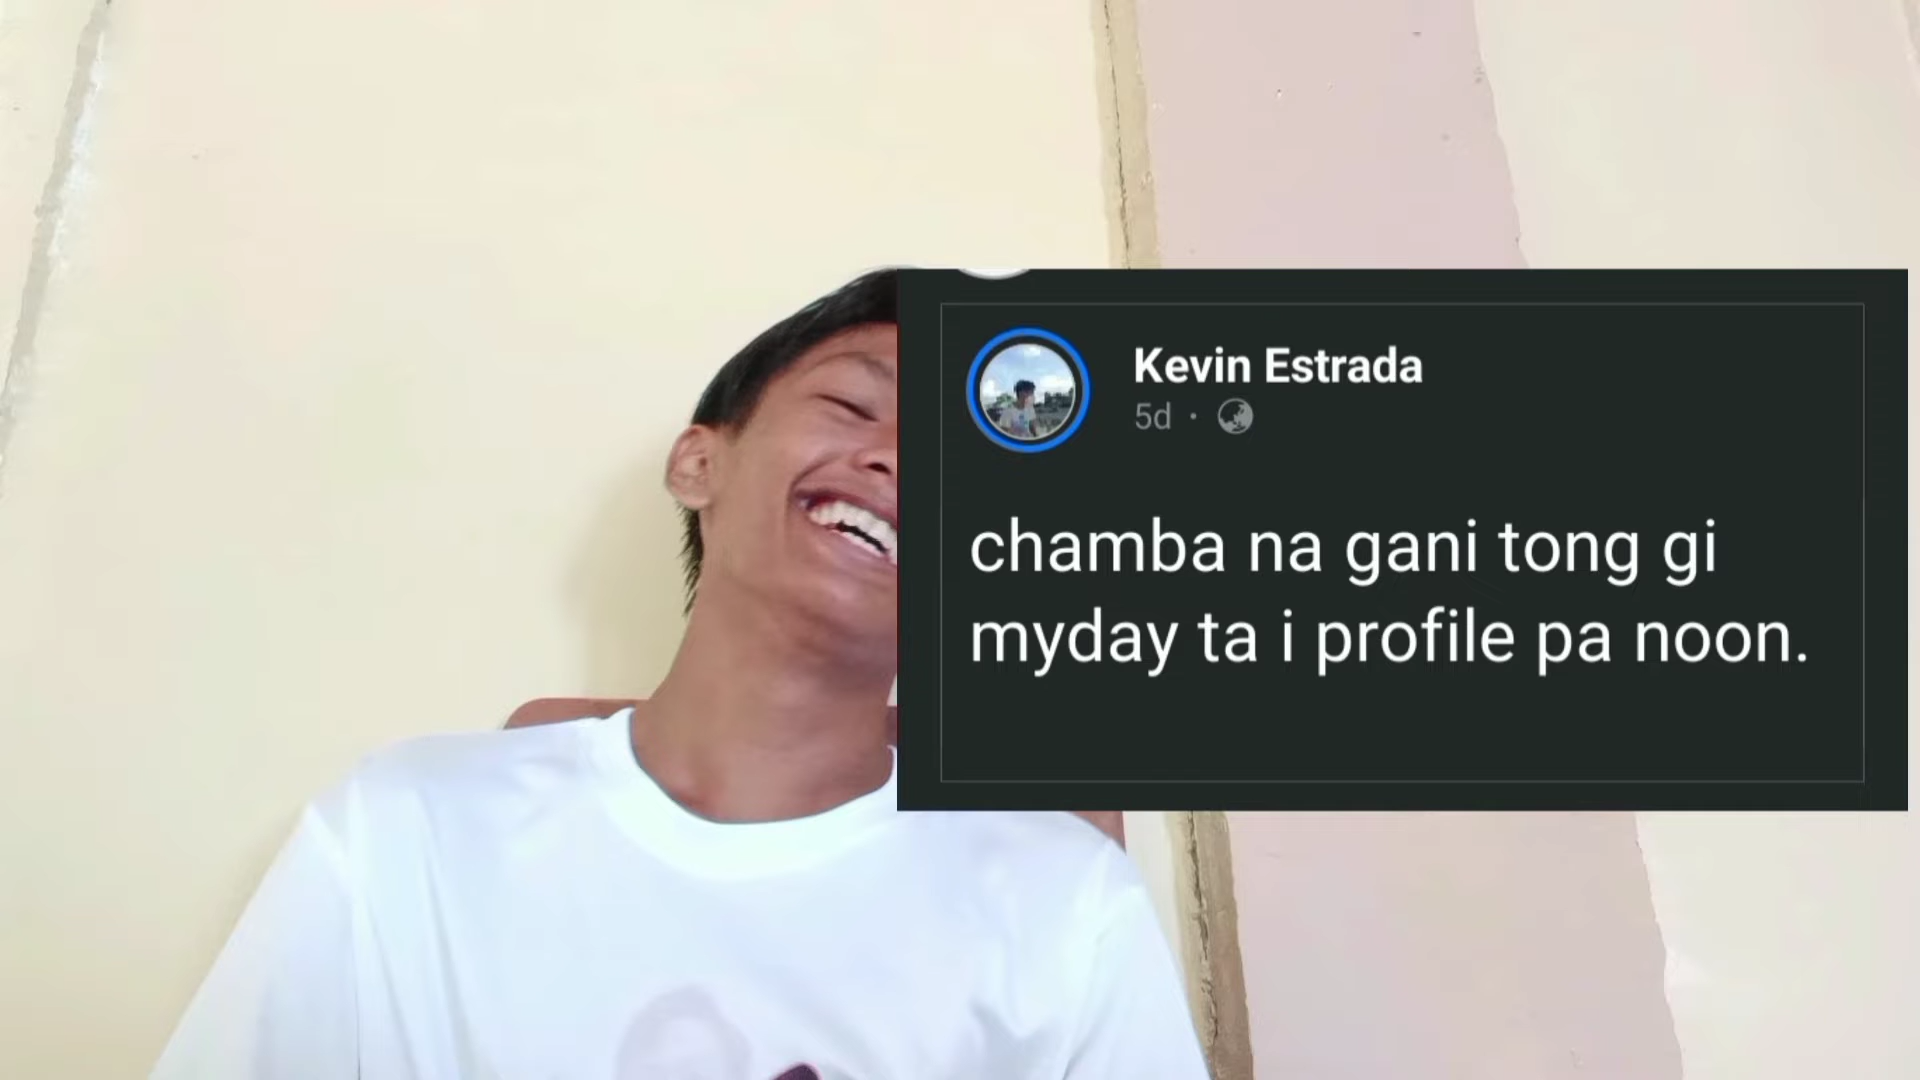 Kevin Estrada
5d ·
chamba na gani tong gi
myday ta i profile pa noon.